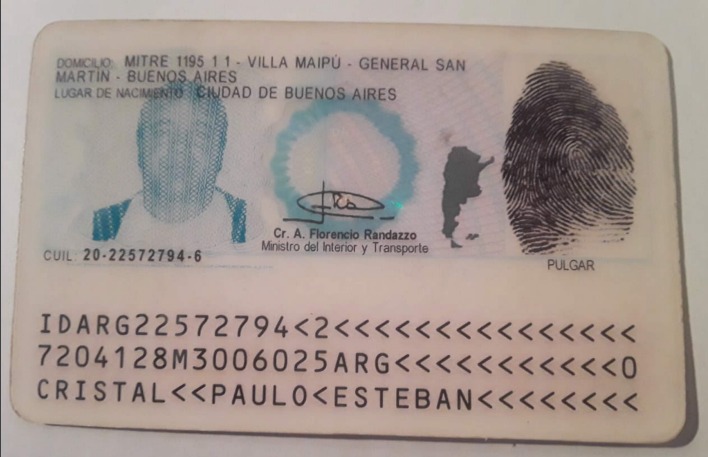 DOMICILIO: MITRE 1195 1 1 - VILLA MAIPÚ - GENERAL SAN
MARTÍN - BUENOS AIRES
LUGAR DE NACIMIENTO: CIUDAD DE BUENOS AIRES
Cr. A. Florencio Randazzo
Ministro del Interior y Transporte
CUIL: 20-22572794-6
PULGAR
IDARG22572794<2<<<<<<<<<<<<<<<
7204128M3006025ARG<<<<<<<<<<<0
CRISTAL<<PAULO<ESTEBAN<<<<<<<<